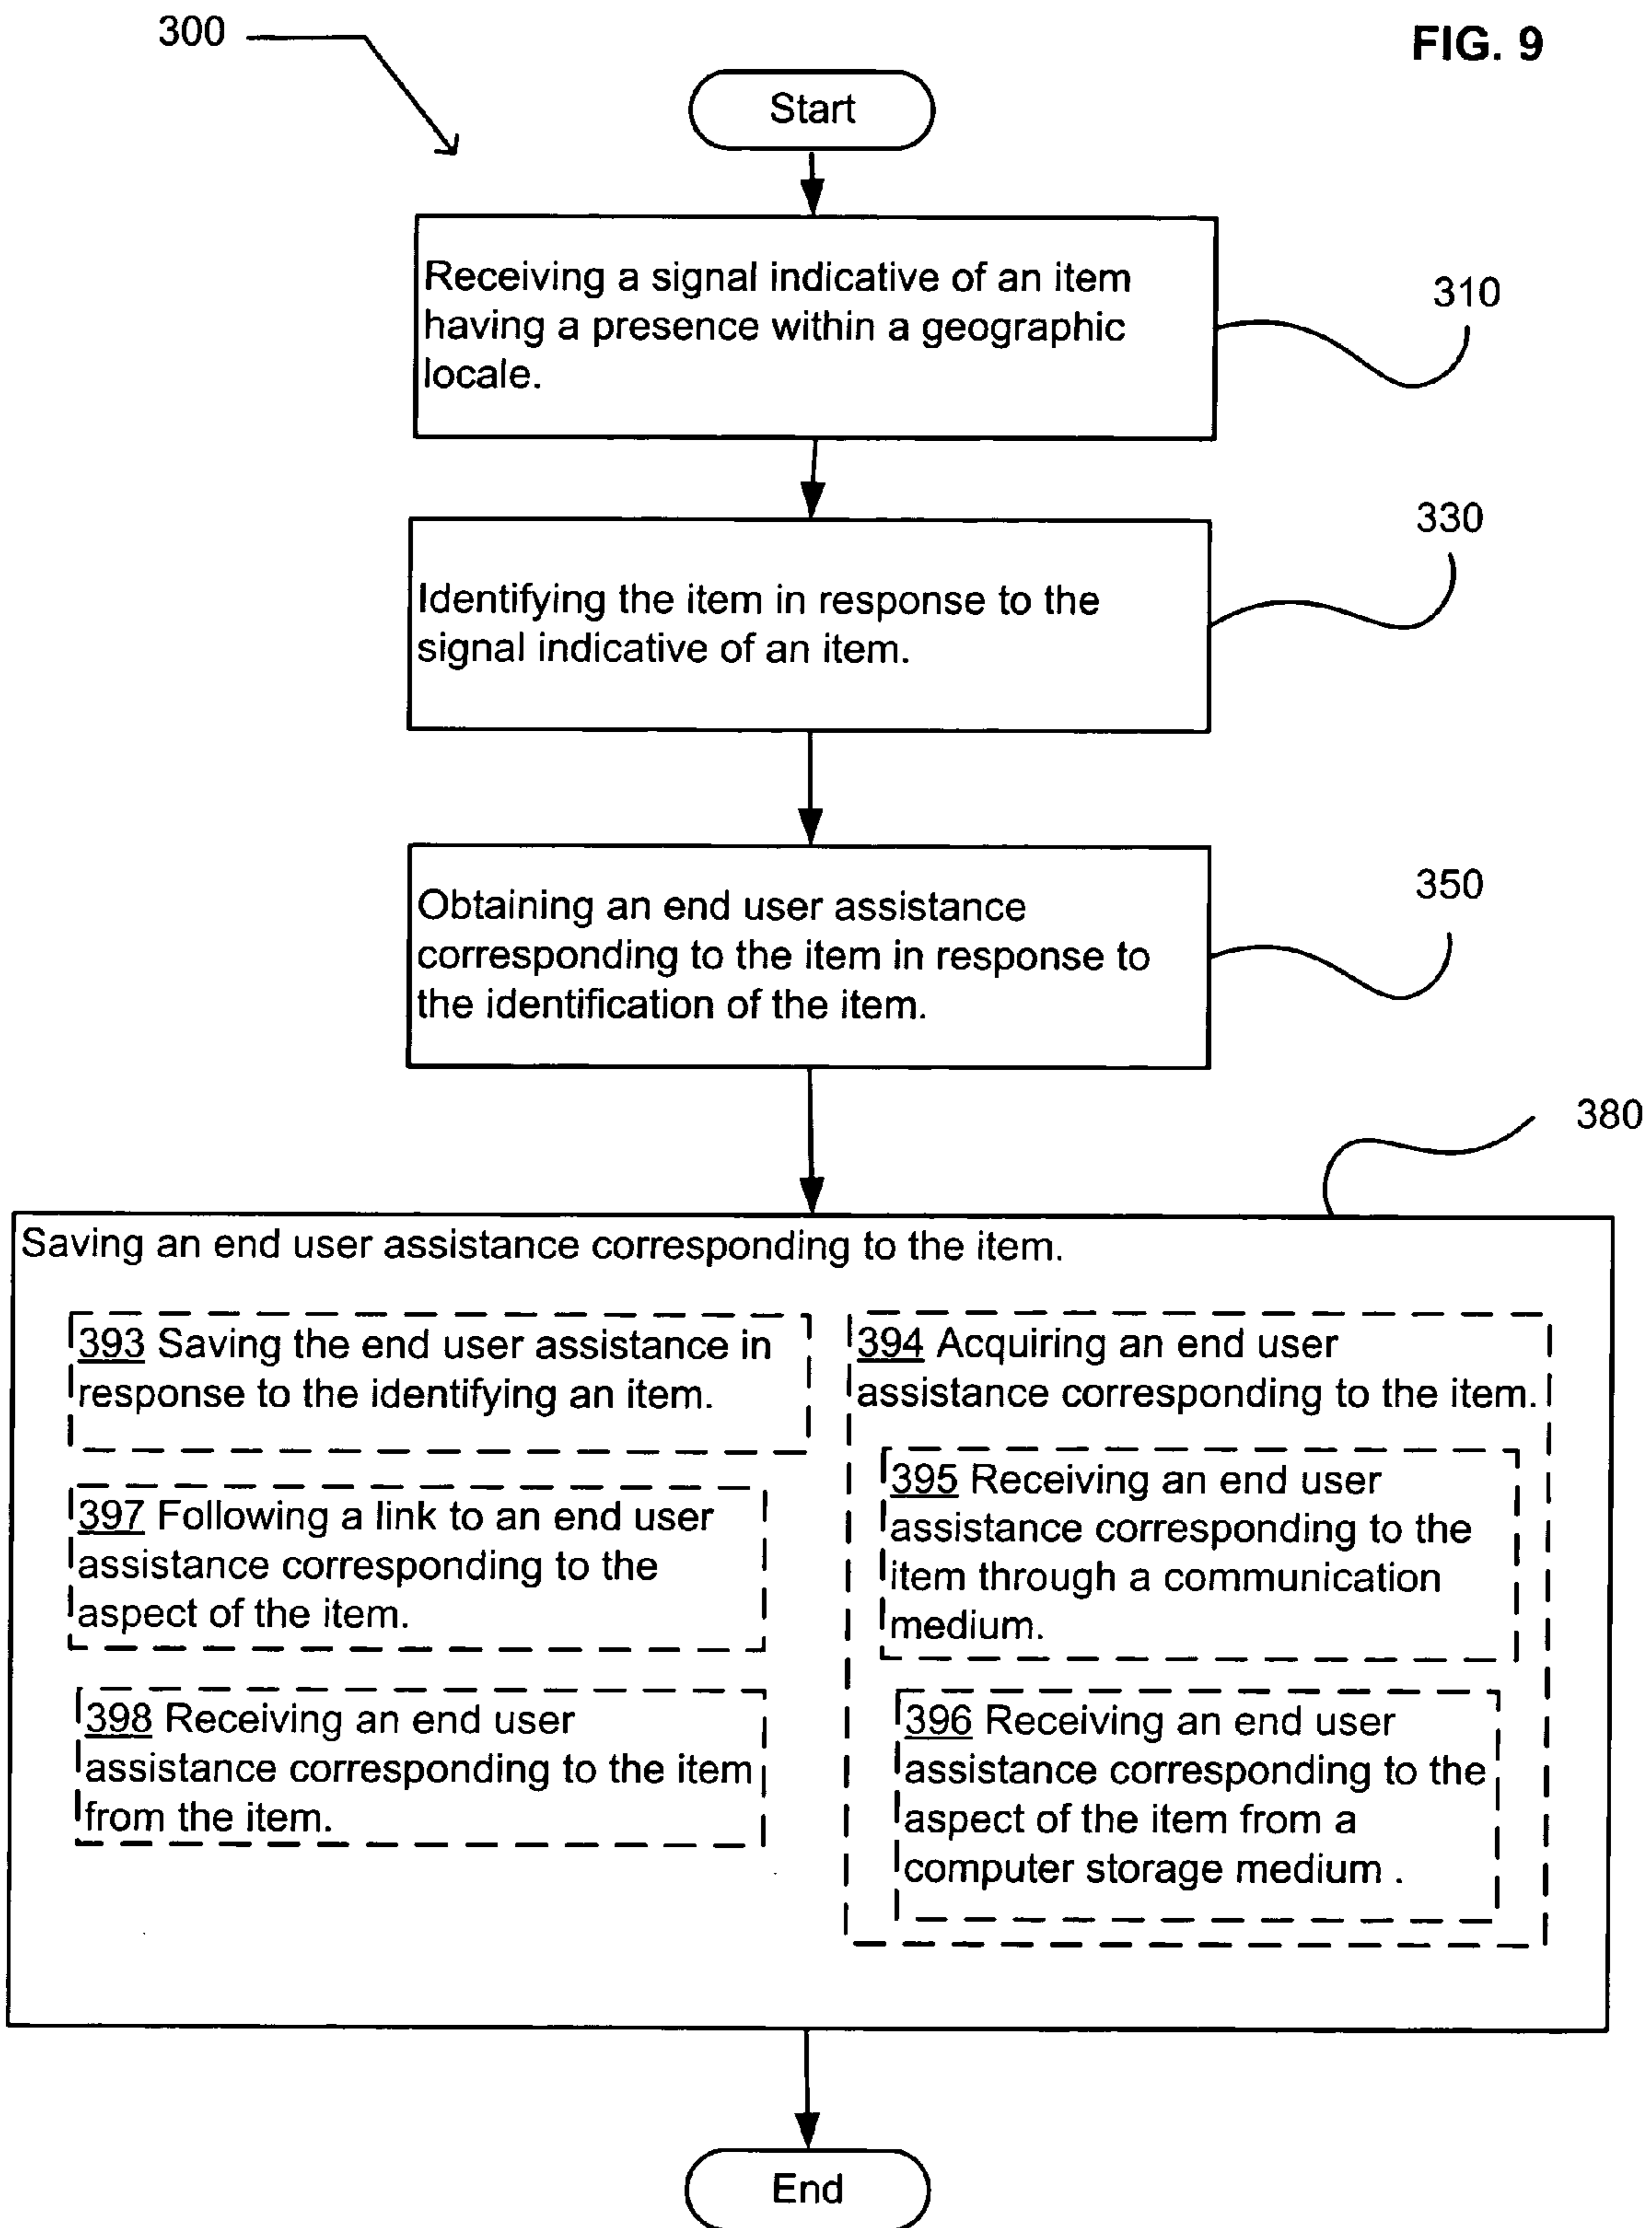 300
FIG. 9
Start
Receiving a signal indicative of an item
having a presence within a geographic
locale.
310
330
Identifying the item in response to the
signal indicative of an item.
350
Obtaining an end user assistance
corresponding to the item in response to
the identification of the item.
380
Saving an end user assistance corresponding to the item.
393 Saving the end user assistance in
response to the identifying an item.
397 Following a link to an end user
assistance corresponding to the
aspect of the item.
398 Receiving an end user
assistance corresponding to the item
from the item.
394 Acquiring an end user
assistance corresponding to the item.
395 Receiving an end user
assistance corresponding to the
item through a communication
medium.
396 Receiving an end user
assistance corresponding to the
aspect of the item from a
computer storage medium .
End